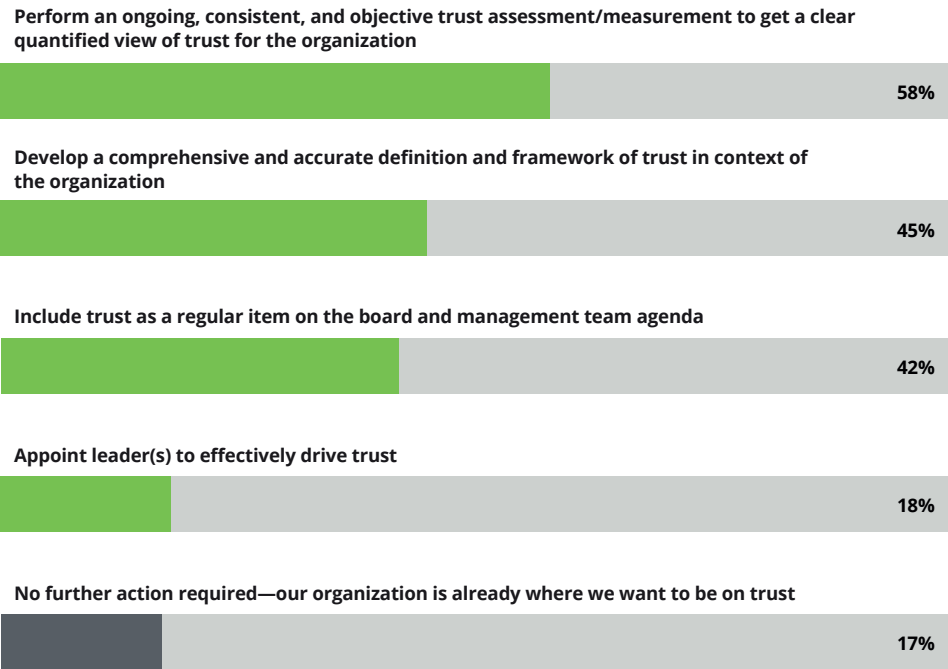 Perform an ongoing, consistent, and objective trust assessment/measurement to get a clear
quantified view of trust for the organization
58%
Develop a comprehensive and accurate definition and framework of trust in context of
the organization
45%
Include trust as a regular item on the board and management team agenda
42%
Appoint leader(s) to effectively drive trust
18%
No further action required—our organization is already where we want to be on trust
17%